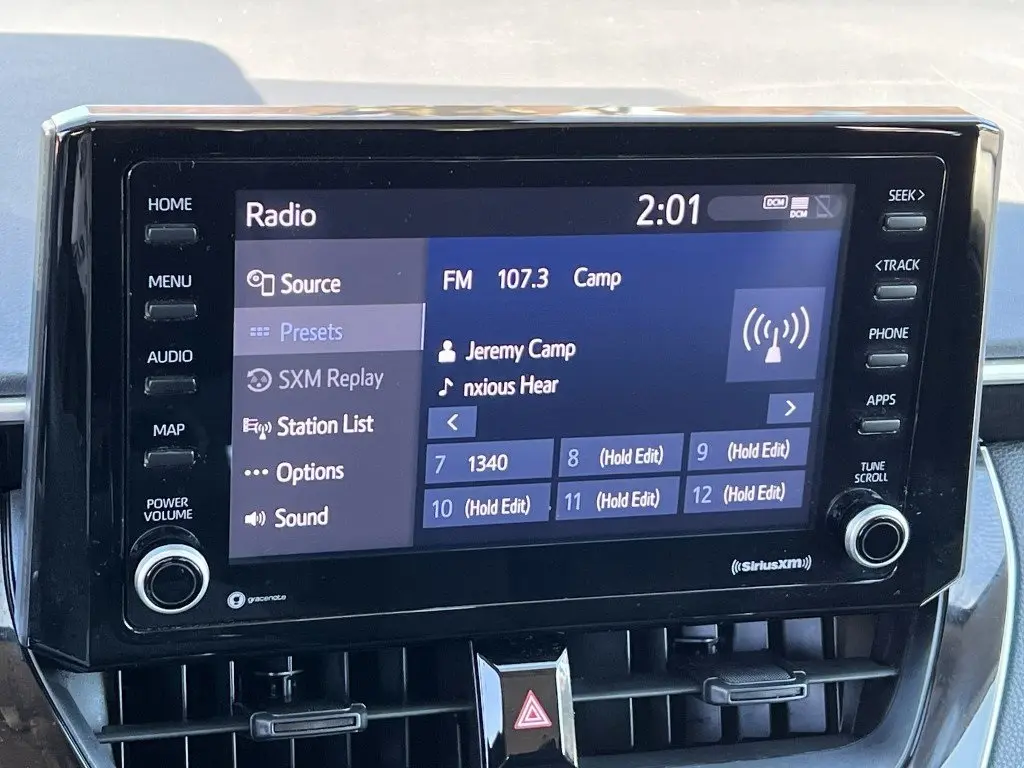 HOME
MENU
AUDIO
MAP
POWER
VOLUME
Radio
2:01
DCM
DCM
Source
Presets
SXM Replay
Station List
Options
Sound
FM 107.3 Camp
Jeremy Camp
nxious Hear
<
>
7 1340
8 (Hold Edit)
9 (Hold Edit)
10 (Hold Edit)
11 (Hold Edit)
12 (Hold Edit)
SEEK>
<TRACK
PHONE
APPS
TUNE
SCROLL
gracenote
((SiriusXM))